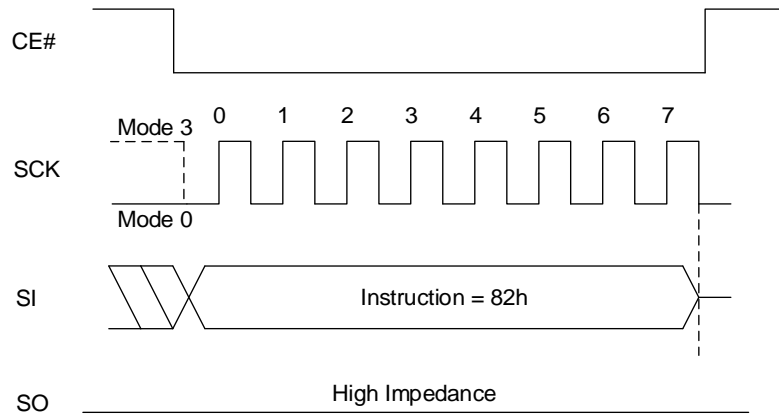 CE#
0 1 2 3 4 5 6 7
Mode 3
SCK
Mode 0
SI
Instruction = 82h
High Impedance
SO